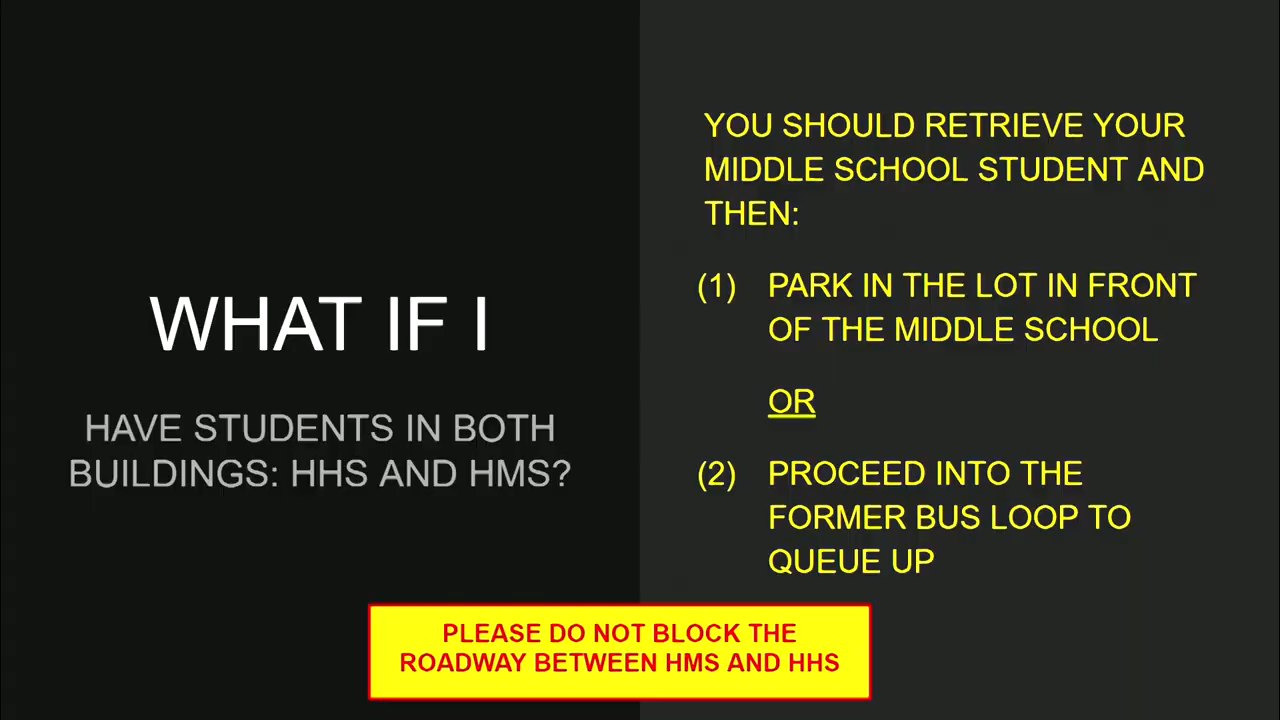 WHAT IF I
HAVE STUDENTS IN BOTH
BUILDINGS: HHS AND HMS?
YOU SHOULD RETRIEVE YOUR
MIDDLE SCHOOL STUDENT AND
THEN:
(1) PARK IN THE LOT IN FRONT
OF THE MIDDLE SCHOOL
OR
(2) PROCEED INTO THE
FORMER BUS LOOP TO
QUEUE UP
PLEASE DO NOT BLOCK THE
ROADWAY BETWEEN HMS AND HHS